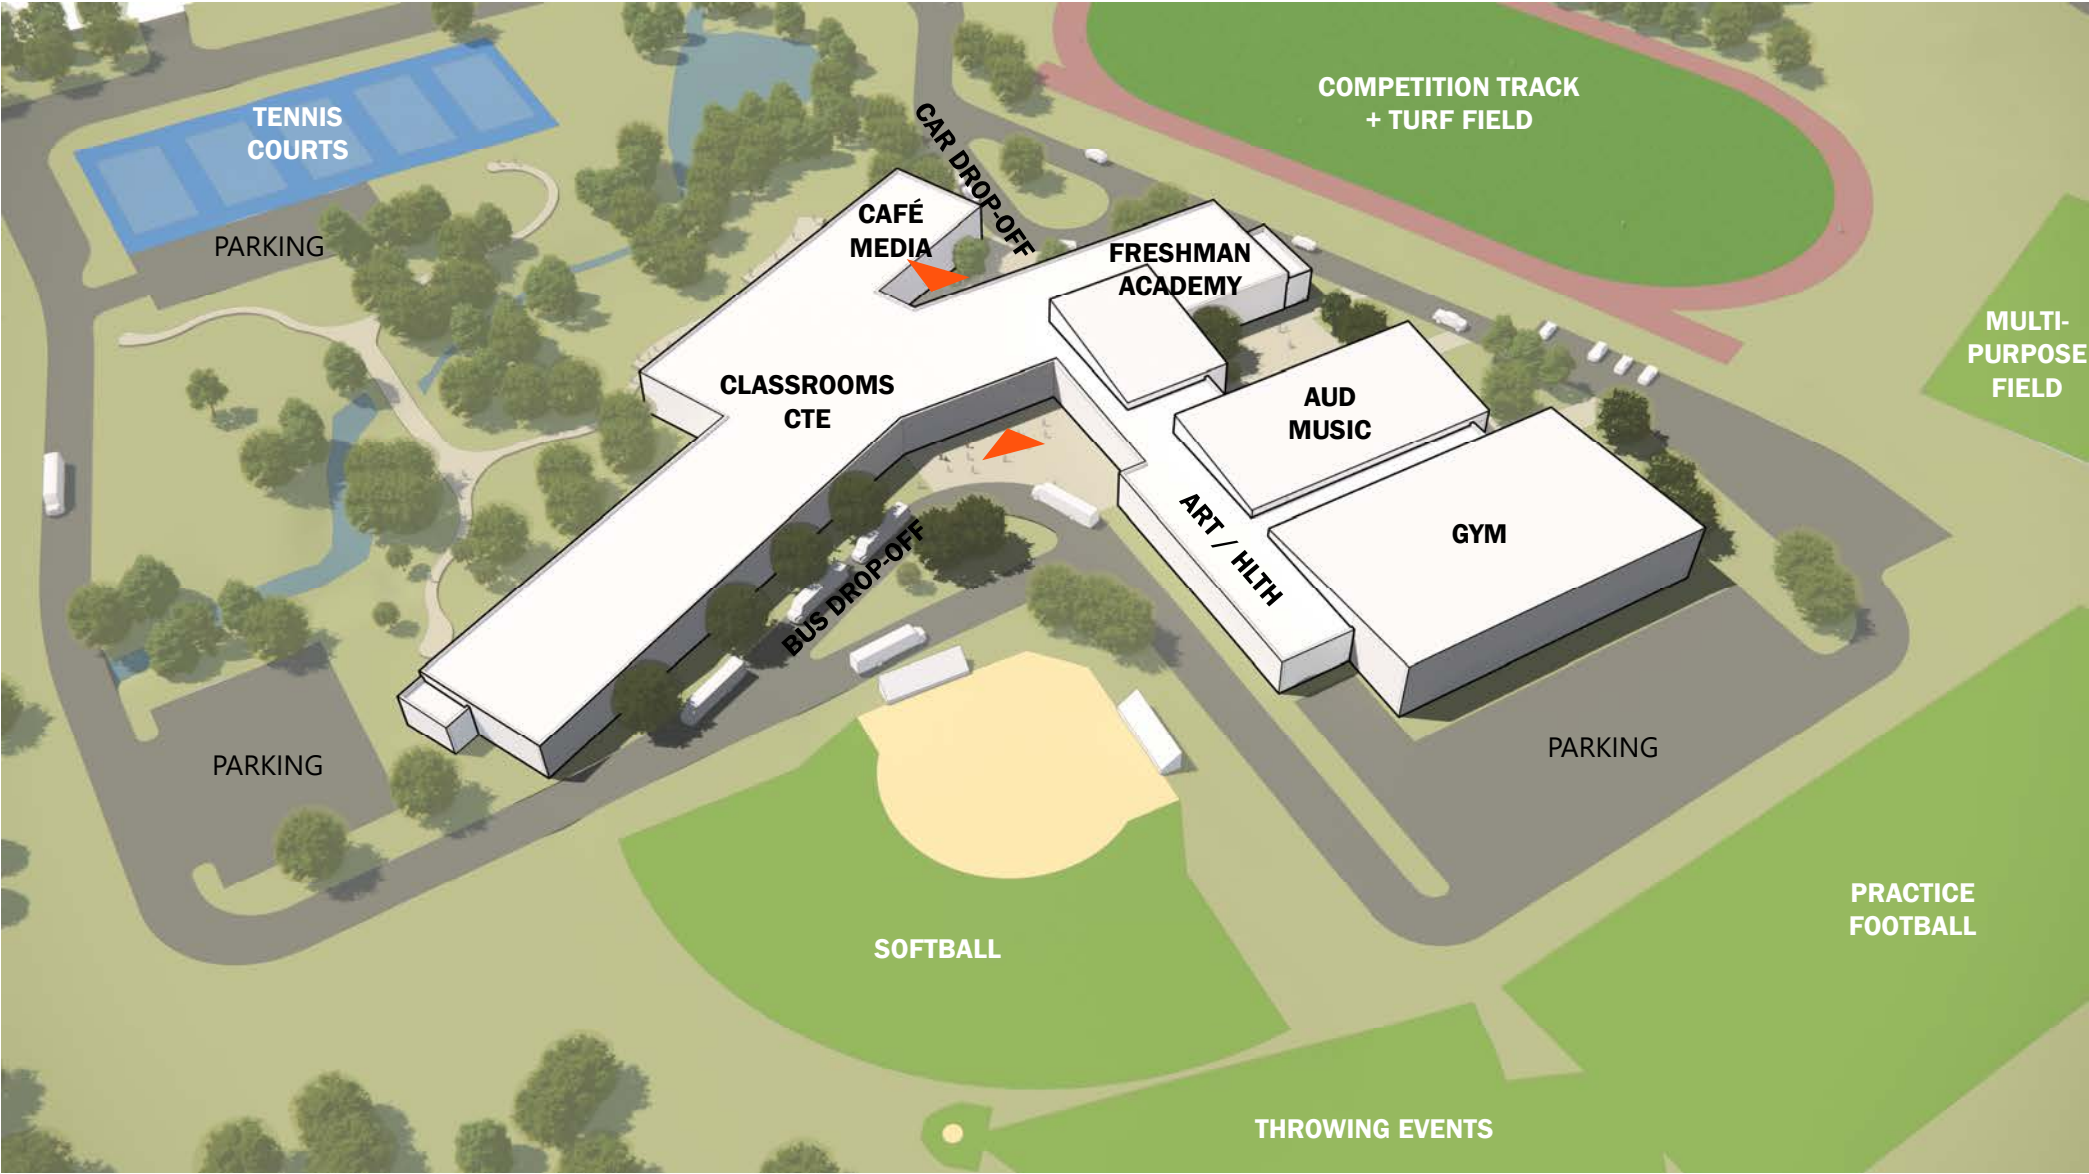 COMPETITION TRACK
+ TURF FIELD
TENNIS
COURTS
CAR DROP-OFF
CAFÉ
MEDIA
PARKING
FRESHMAN
ACADEMY
MULTI-
PURPOSE
FIELD
CLASSROOMS
CTE
AUD
MUSIC
ART / HLTH
GYM
BUS DROP-OFF
PARKING
PARKING
SOFTBALL
PRACTICE
FOOTBALL
THROWING EVENTS